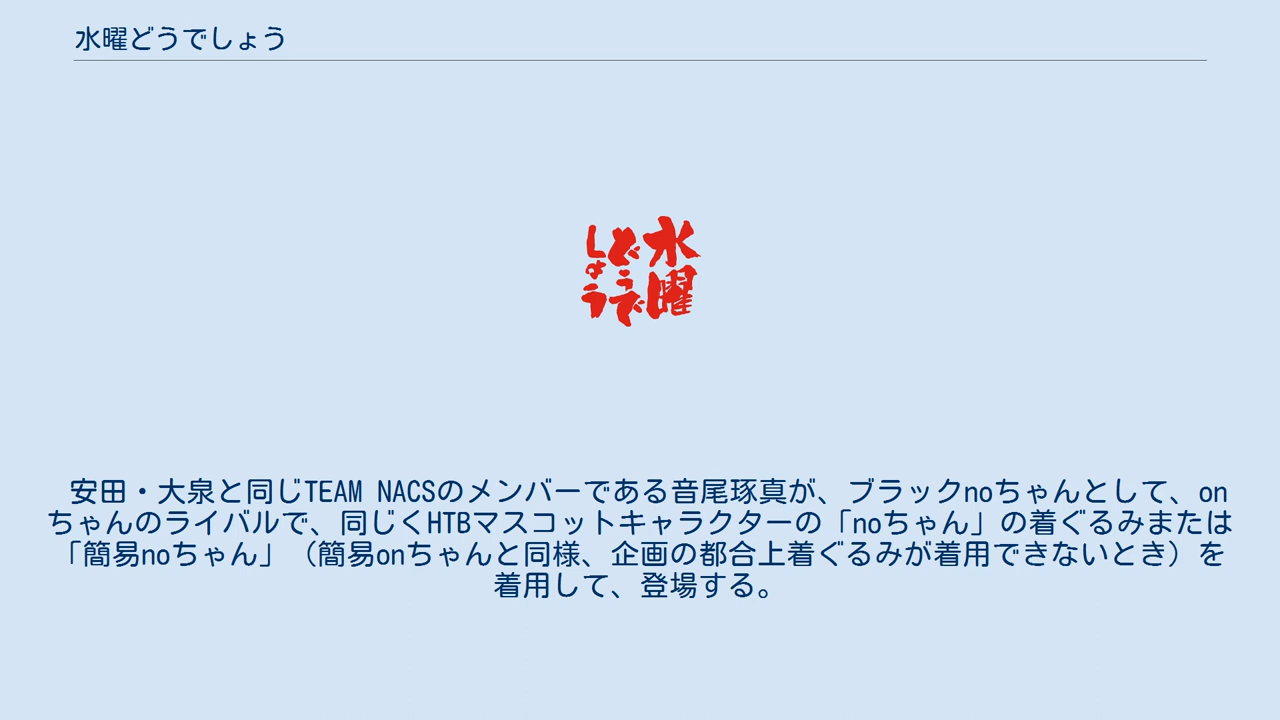 水曜どうでしょう
水曜
どうで
しょう
安田・大泉と同じTEAM NACSのメンバーである音尾琢真が、ブラックnoちゃんとして、on
ちゃんのライバルで、同じくHTBマスコットキャラクターの「noちゃん」の着ぐるみまたは
「簡易noちゃん」（簡易onちゃんと同様、企画の都合上着ぐるみが着用できないとき）を
着用して、登場する。